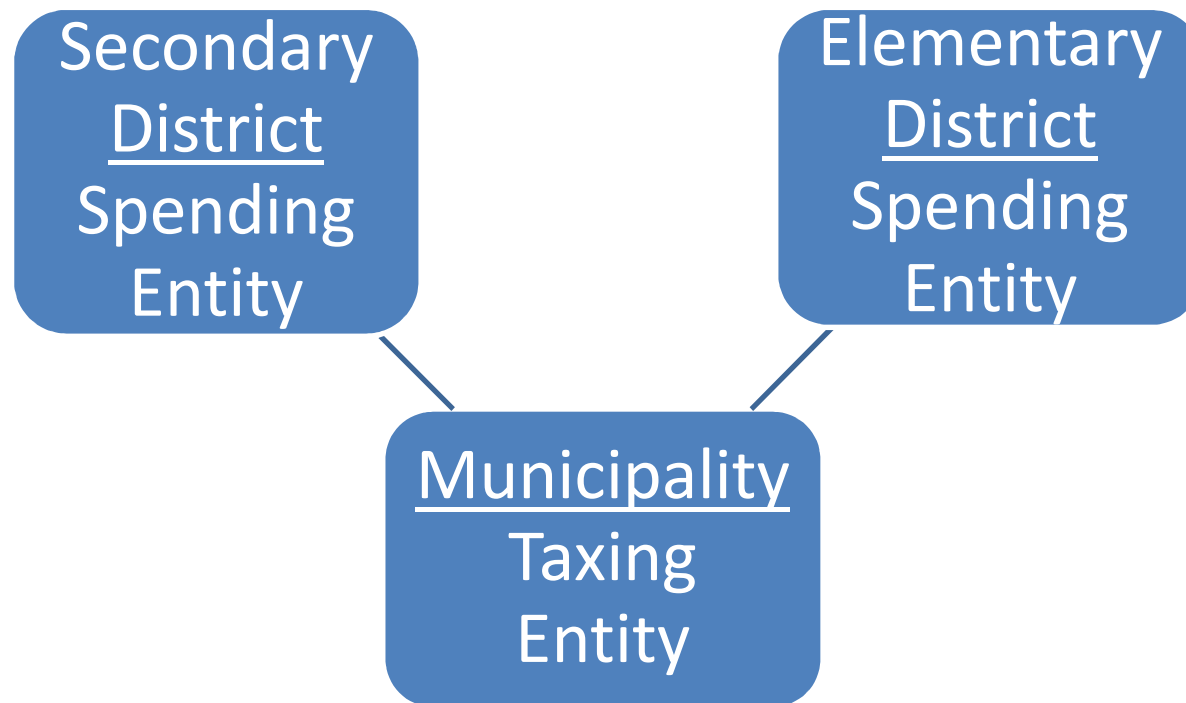 Secondary
District
Spending
Entity
Elementary
District
Spending
Entity
Municipality
Taxing
Entity